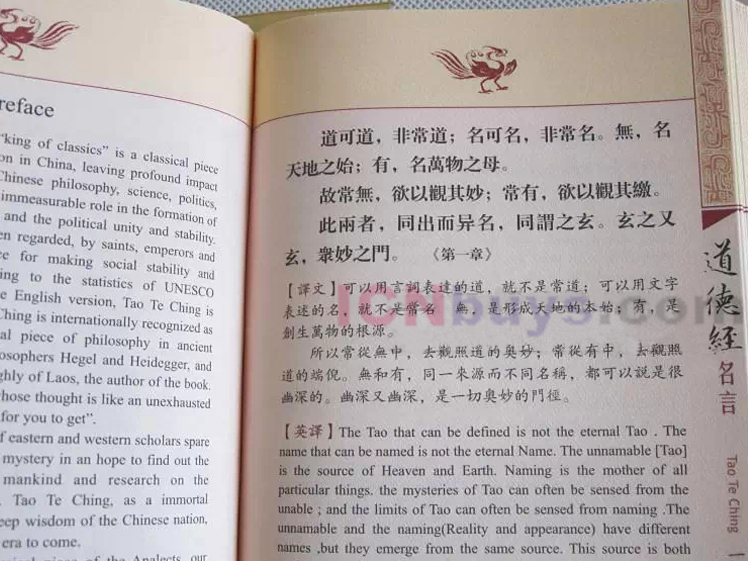 reface
"king of classics" is a classical piece
on in China, leaving profound impact
Chinese philosophy, science, politics,
immeasurable role in the formation of
and the political unity and stability.
en regarded, by saints, emperors and
e for making social stability and
ing to the statistics of UNESCO
e English version, Tao Te Ching is
Ching is internationally recognized as
al piece of philosophy in ancient
osophers Hegel and Heidegger, and
ghly of Laos, the author of the book.
whose thought is like an unexhausted
for you to get".
f eastern and western scholars spare
mystery in an hope to find out the
mankind and research on the
. Tao Te Ching, as a immortal
eep wisdom of the Chinese nation,
era to come.
ical piece of the Analects, our
道可道，非常道；名可名，非常名。無，名
天地之始；有，名萬物之母。
故常無，欲以觀其妙；常有，欲以觀其繳。
此兩者，同出而异名，同謂之玄。玄之又
玄，衆妙之門。 《第一章》
【譯文】可以用言詞表達的道，就不是常道；可以用文字
表述的名，就不是常名 無，是形成天地的本始；有，是
創生萬物的根源。
所以常從無中，去觀照道的奥妙；常從有中，去觀照
道的端倪。無和有，同一來源而不同名稱，都可以説是很
幽深的。幽深又幽深，是一切奥妙的門徑。
【英譯】The Tao that can be defined is not the eternal Tao . The
name that can be named is not the eternal Name. The unnamable [Tao]
is the source of Heaven and Earth. Naming is the mother of all
particular things. the mysteries of Tao can often be sensed from the
unable ; and the limits of Tao can often be sensed from naming .The
unnamable and the naming(Reality and appearance) have different
names ,but they emerge from the same source. This source is both
道德經
名言
Tao Te Ching
ICNbuys.com